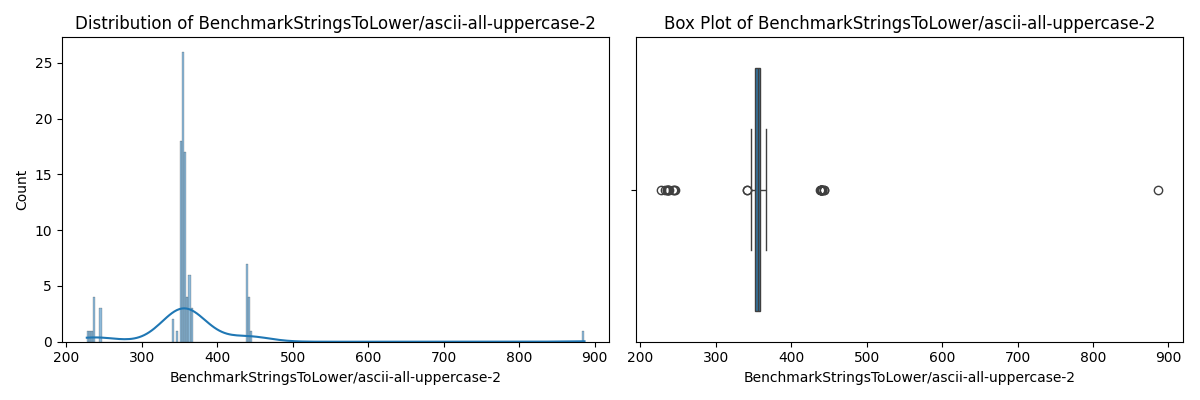 Distribution of BenchmarkStringsToLower/ascii-all-uppercase-2
Count
25
20
15
10
5
0
200 300 400 500 600 700 800 900
BenchmarkStringsToLower/ascii-all-uppercase-2
Box Plot of BenchmarkStringsToLower/ascii-all-uppercase-2
200 300 400 500 600 700 800 900
BenchmarkStringsToLower/ascii-all-uppercase-2